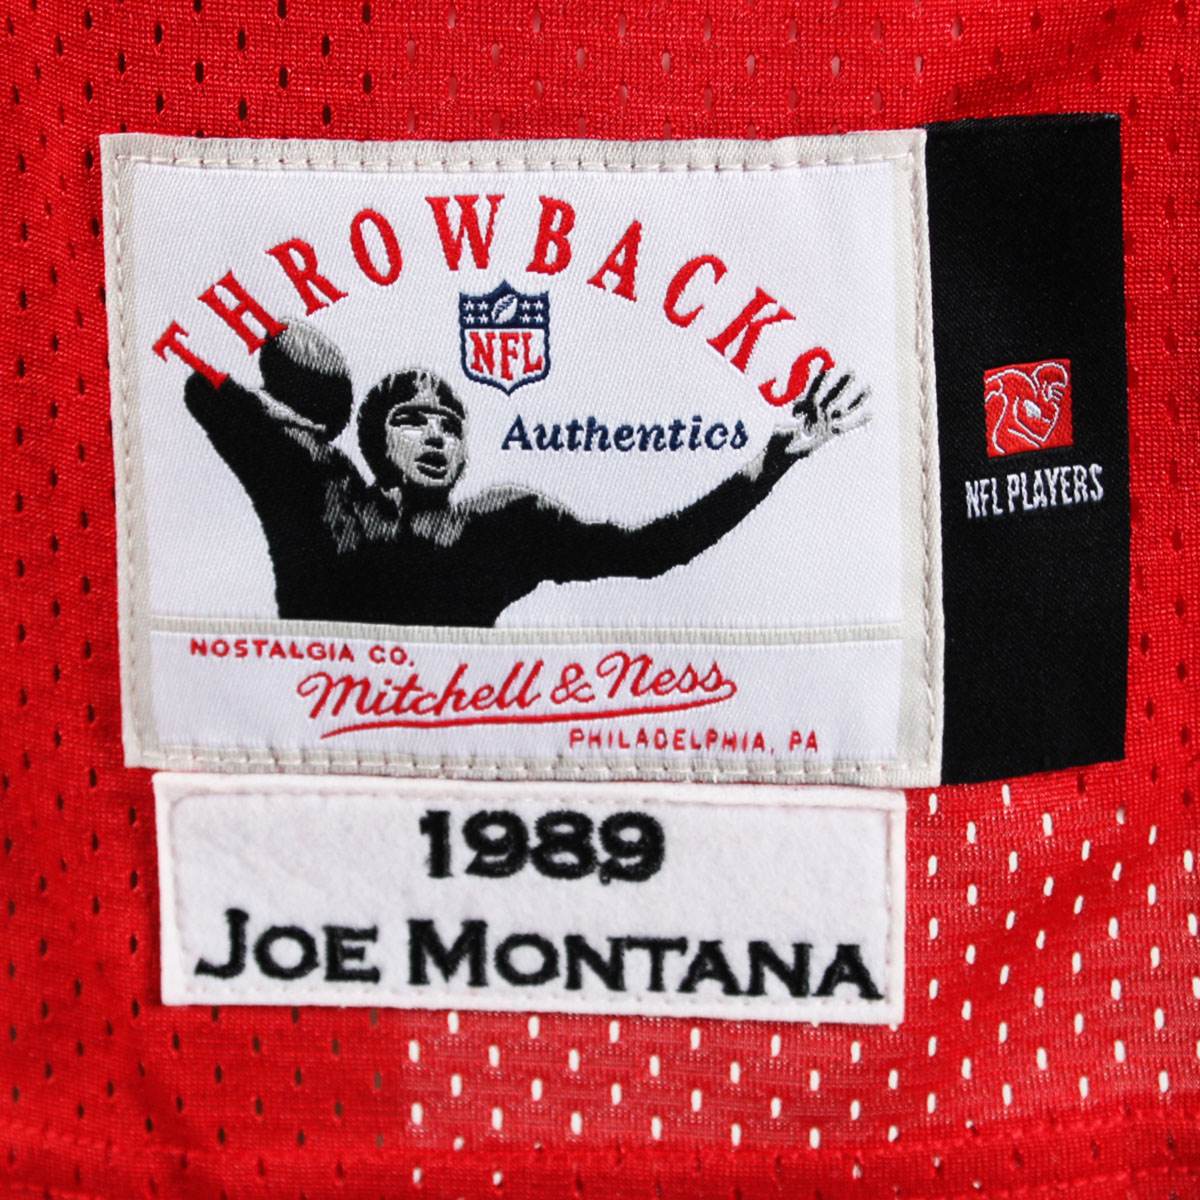 THROWBACKS
NFL
Authentics
NFL PLAYERS
NOSTALGIA CO.
Mitchell & Ness
PHILADELPHIA, PA
1989
JOE MONTANA